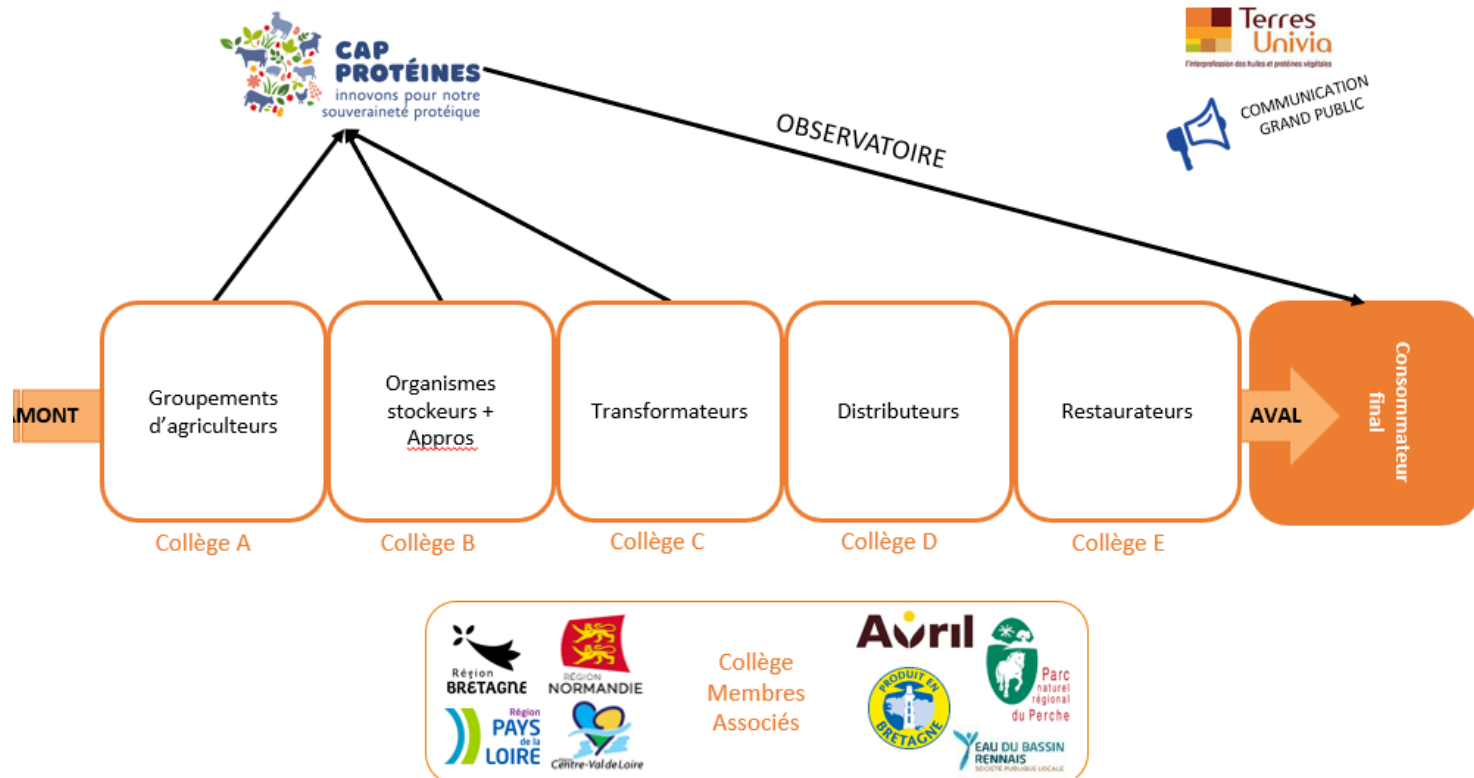 CAP
PROTÉINES
innovons pour notre
souveraineté protéique
Terres
Univia
l'interprofession des huiles et protéines végétales
COMMUNICATION
GRAND PUBLIC
OBSERVATOIRE
AMONT
Groupements
d'agriculteurs
Organismes
stockeurs +
Appros
Transformateurs
Distributeurs
Restaurateurs
AVAL
Consommateur
final
Collège A
Collège B
Collège C
Collège D
Collège E
Région
BRETAGNE
RÉGION
NORMANDIE
Région
PAYS
de la
LOIRE
Centre-Val de Loire
Collège
Membres
Associés
Avril
PRODUIT EN
BRETAGNE
Parc
naturel
régional
du Perche
EAU DU BASSIN
RENNAIS
SOCIÉTÉ PUBLIQUE LOCALE